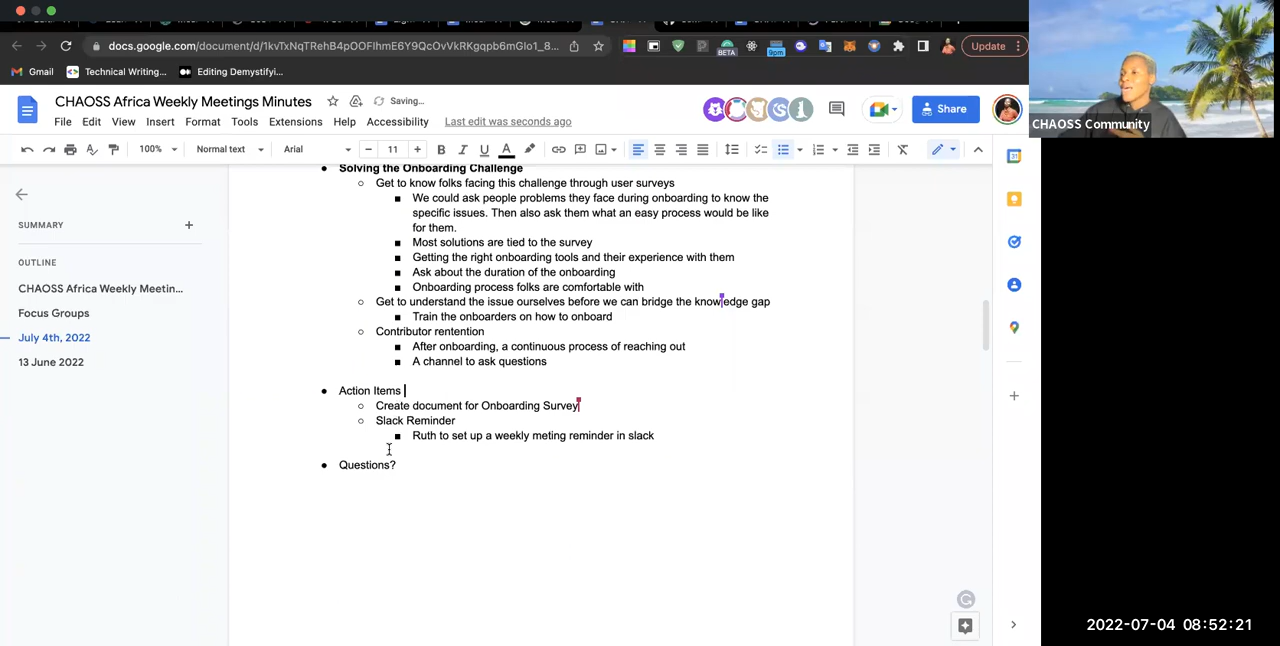 docs.google.com/document/d/1kvTxNqTRehB4pOOFIhmE6Y9QcOvVkRKgqpb6mGlo1_8...
BETA
9pm
Update
Gmail
Technical Writing...
Editing Demystifyi...
CHAOSS Africa Weekly Meetings Minutes
Saving...
File Edit View Insert Format Tools Extensions Help Accessibility Last edit was seconds ago
Share
CHAOSS Community
100% Normal text Arial 11
SUMMARY
OUTLINE
CHAOSS Africa Weekly Meetin...
Focus Groups
July 4th, 2022
13 June 2022
Solving the Onboarding Challenge
Get to know folks facing this challenge through user surveys
We could ask people problems they face during onboarding to know the
specific issues. Then also ask them what an easy process would be like
for them.
Most solutions are tied to the survey
Getting the right onboarding tools and their experience with them
Ask about the duration of the onboarding
Onboarding process folks are comfortable with
Get to understand the issue ourselves before we can bridge the knowledge gap
Train the onboarders on how to onboard
Contributor rentention
After onboarding, a continuous process of reaching out
A channel to ask questions
Action Items
Create document for Onboarding Survey
Slack Reminder
Ruth to set up a weekly meting reminder in slack
Questions?
2022-07-04 08:52:21